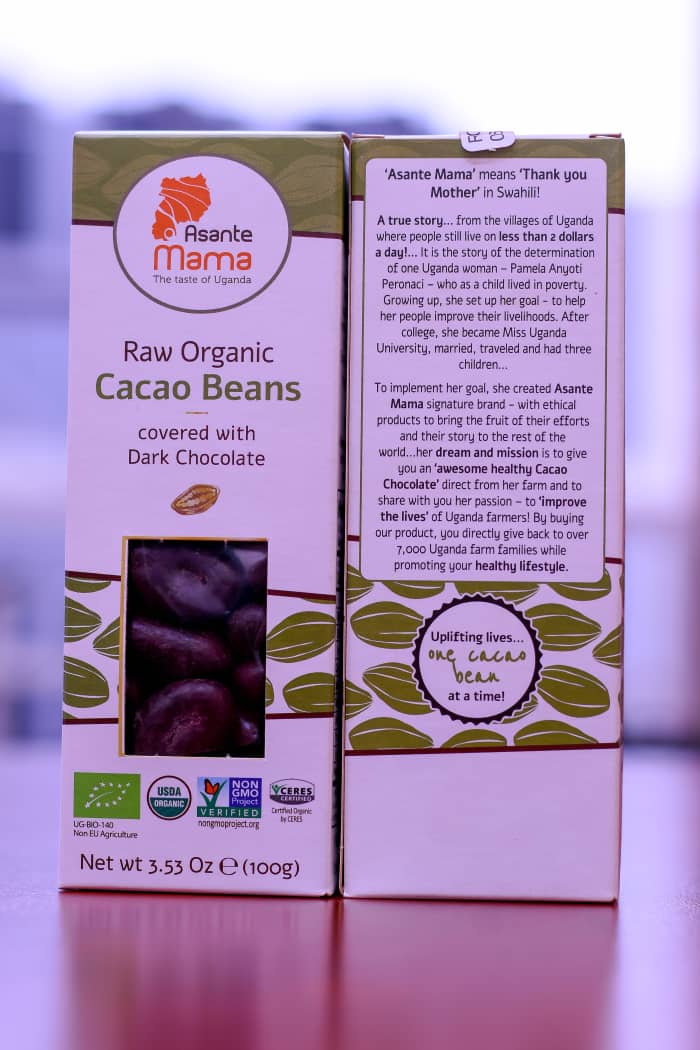 Asante
Mama
The taste of Uganda
Raw Organic
Cacao Beans
covered with
Dark Chocolate
UG-BIO-140
Non EU Agriculture
USDA
ORGANIC
NON
GMO
Project
VERIFIED
nongmoproject.org
CERES
CERTIFIED
Certified Organic
by CERES
Net wt 3.53 Oz ℮ (100g)
‘Asante Mama’ means ‘Thank you
Mother’ in Swahili!
A true story... from the villages of Uganda
where people still live on less than 2 dollars
a day!... It is the story of the determination
of one Uganda woman – Pamela Anyoti
Peronaci – who as a child lived in poverty.
Growing up, she set up her goal - to help
her people improve their livelihoods. After
college, she became Miss Uganda
University, married, traveled and had three
children...
To implement her goal, she created Asante
Mama signature brand – with ethical
products to bring the fruit of their efforts
and their story to the rest of the
world...her dream and mission is to give
you an ‘awesome healthy Cacao
Chocolate’ direct from her farm and to
share with you her passion – to ‘improve
the lives’ of Uganda farmers! By buying
our product, you directly give back to over
7,000 Uganda farm families while
promoting your healthy lifestyle.
Uplifting lives...
one cacao
bean
at a time!